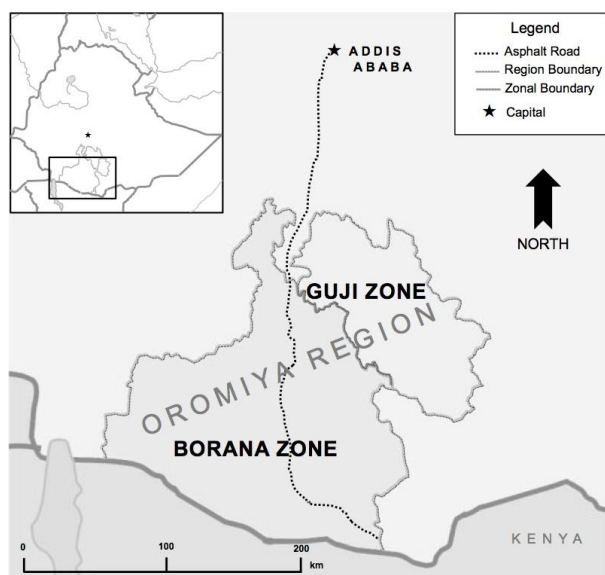 Legend
Asphalt Road
Region Boundary
Zonal Boundary
Capital
ADDIS
ABABA
NORTH
GUJI ZONE
OROMIYA REGION
BORANA ZONE
KENYA
0 100 200
km